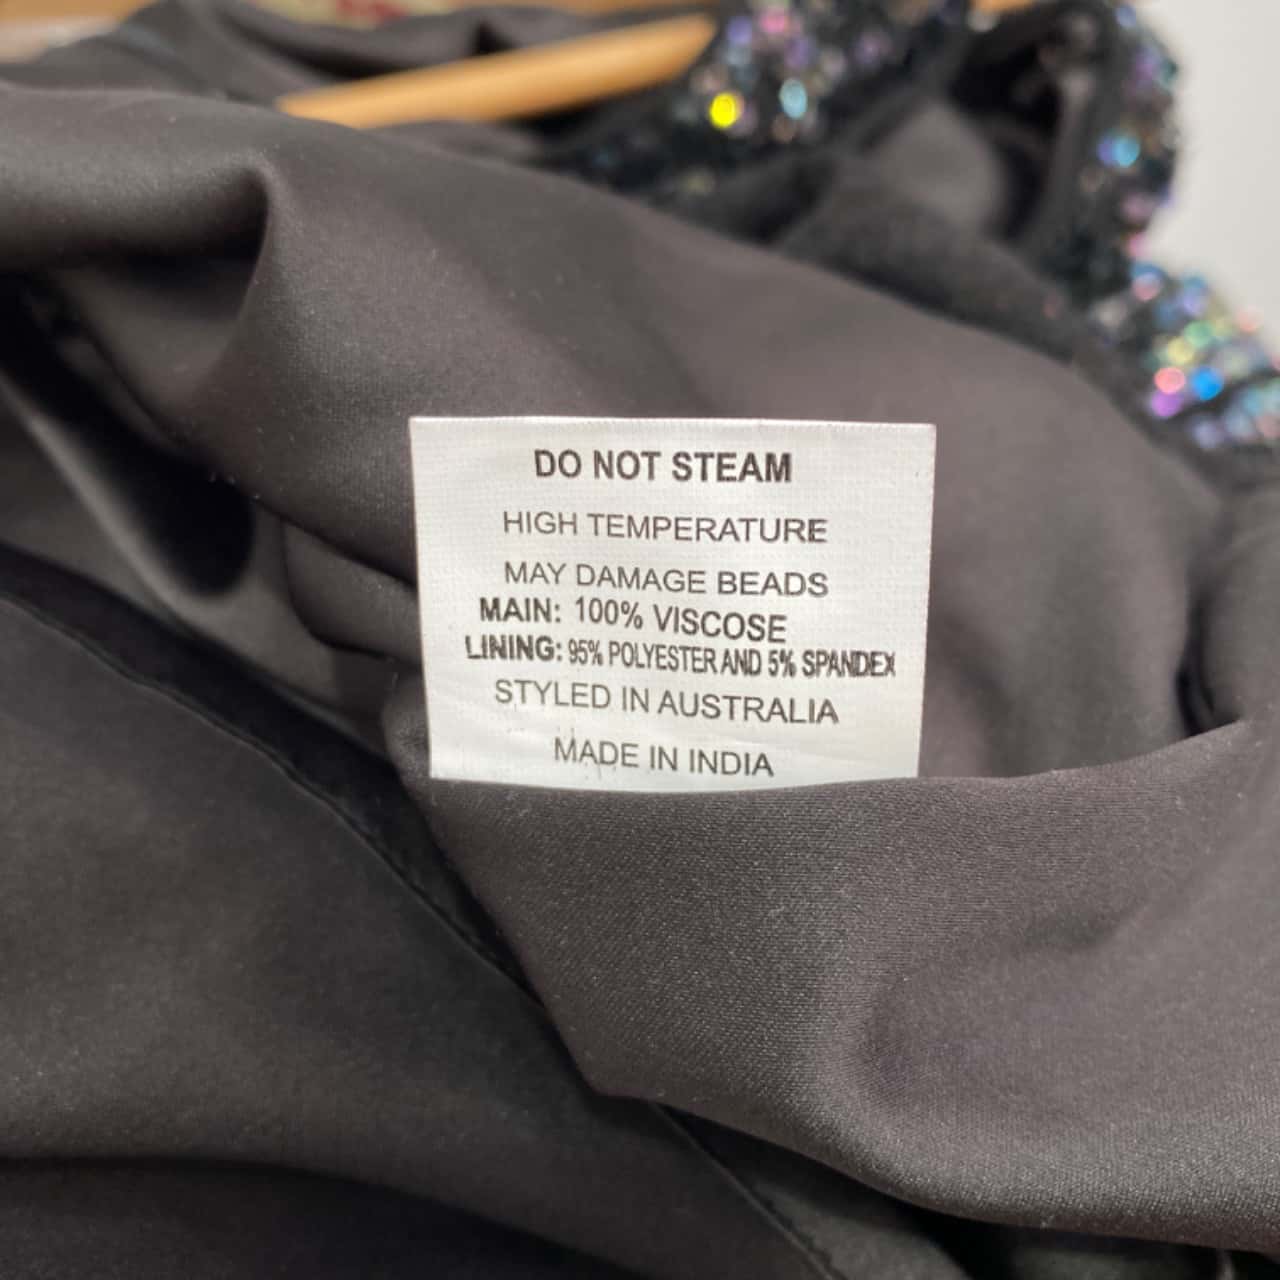 DO NOT STEAM
HIGH TEMPERATURE
MAY DAMAGE BEADS
MAIN: 100% VISCOSE
LINING: 95% POLYESTER AND 5% SPANDEX
STYLED IN AUSTRALIA
MADE IN INDIA